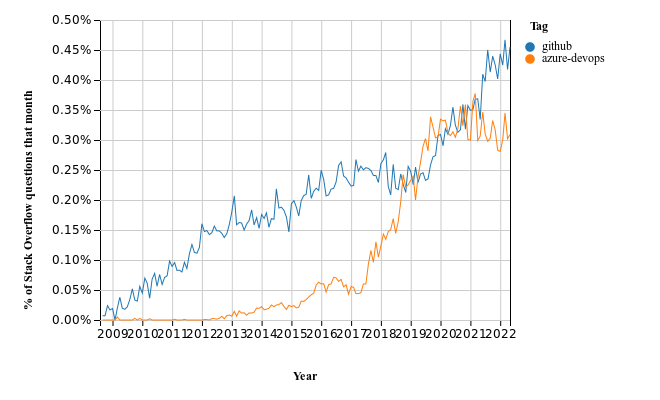 Tag
github
azure-devops
% of Stack Overflow questions that month
0.50%
0.45%
0.40%
0.35%
0.30%
0.25%
0.20%
0.15%
0.10%
0.05%
0.00%
2009 2010 2011 2012 2013 2014 2015 2016 2017 2018 2019 2020 2021 2022
Year